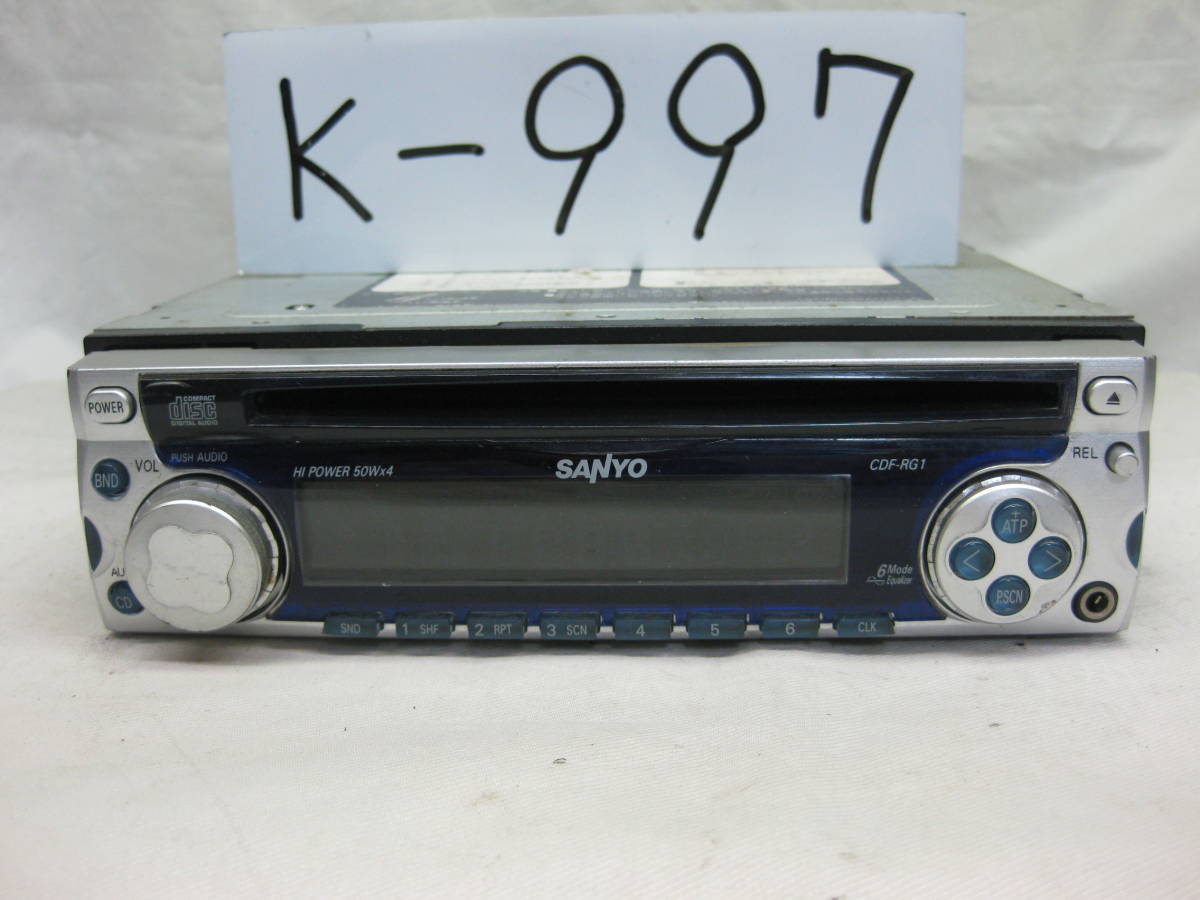 K-997
POWER
COMPACT
disc
DIGITAL AUDIO
VOL
PUSH AUDIO
BND
HI POWER 50Wx4
SANYO
CDF-RG1
REL
+
ATP
<
>
P.SCN
6 Mode
Equalizer
CD
SND
1 SHF
2 RPT
3 SCN
4
5
6
CLK